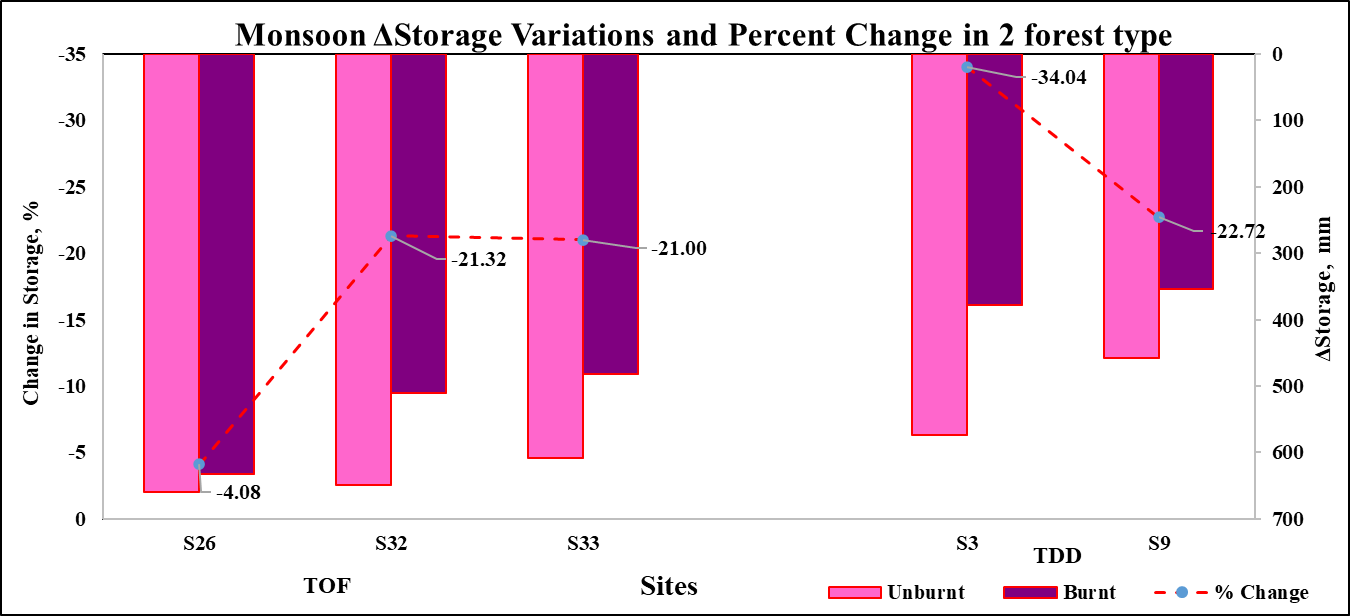 Monsoon ΔStorage Variations and Percent Change in 2 forest type
Change in Storage, %
-35
-30
-25
-20
-15
-10
-5
0
-4.08
-21.32
-21.00
-34.04
-22.72
0
100
200
300
400
500
600
700
ΔStorage, mm
S26
S32
S33
S3
S9
TOF
TDD
Sites
Unburnt
Burnt
% Change